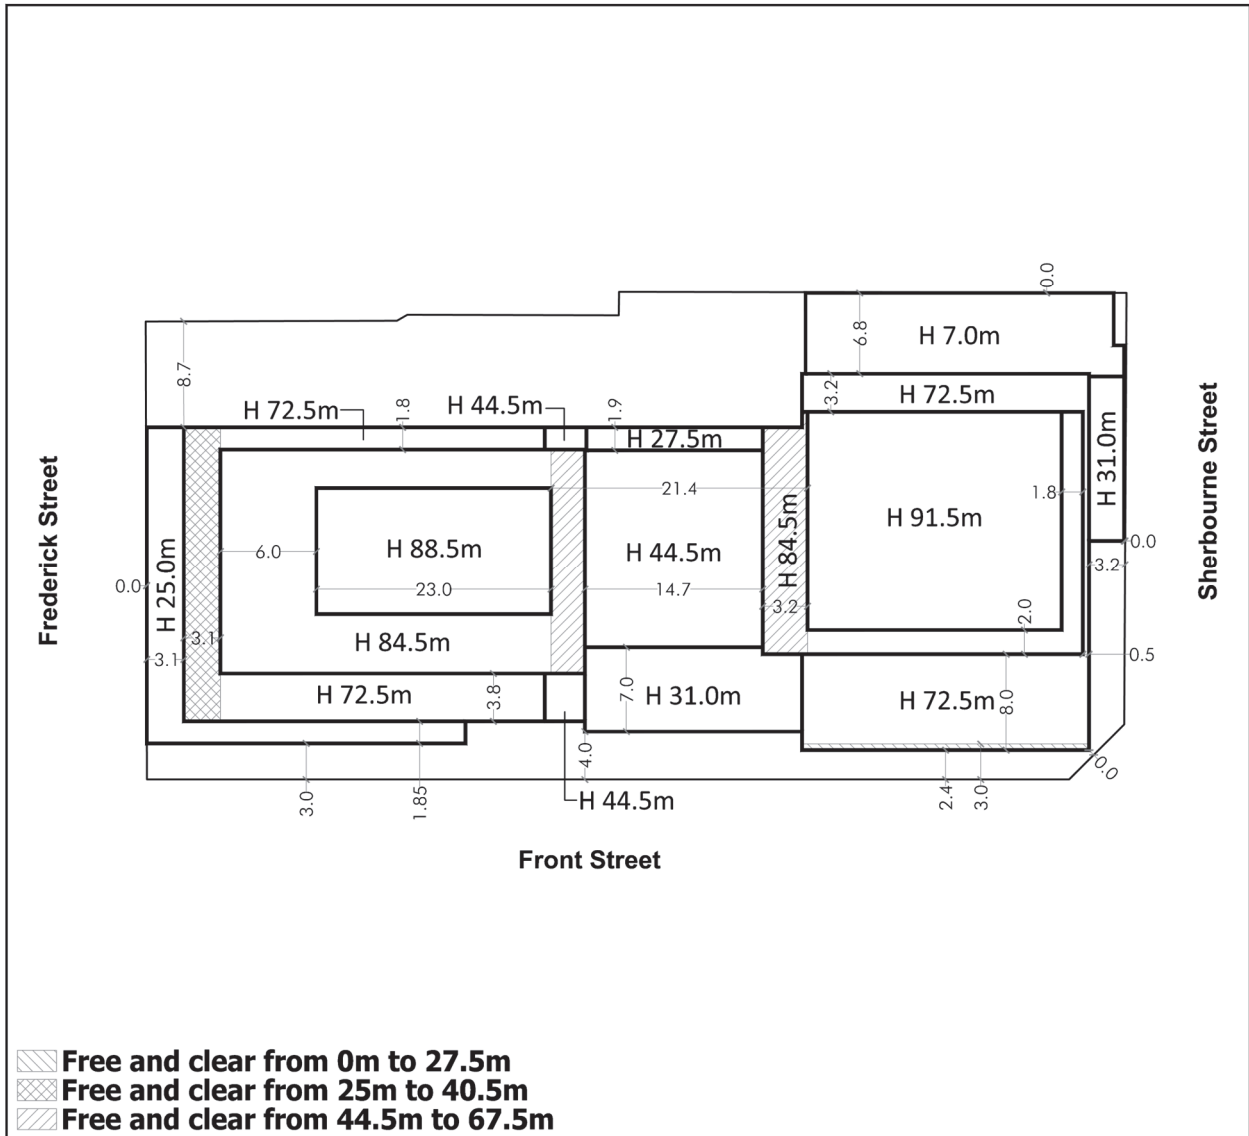 0.0
6.8
H 7.0m
8.7
3.2
H 72.5m
H 72.5m
1.8
H 44.5m
1.9
H 27.5m
H 31.0m
Sherbourne Street
Frederick Street
21.4
1.8
H 91.5m
H 84.5m
6.0
H 88.5m
H 44.5m
0.0
3.2
0.0
H 25.0m
23.0
14.7
3.2
2.0
3.1
H 84.5m
3.1
0.5
H 72.5m
3.8
7.0
H 31.0m
H 72.5m
8.0
4.0
0.0
3.0
1.85
H 44.5m
2.4
3.0
Front Street
Free and clear from 0m to 27.5m
Free and clear from 25m to 40.5m
Free and clear from 44.5m to 67.5m